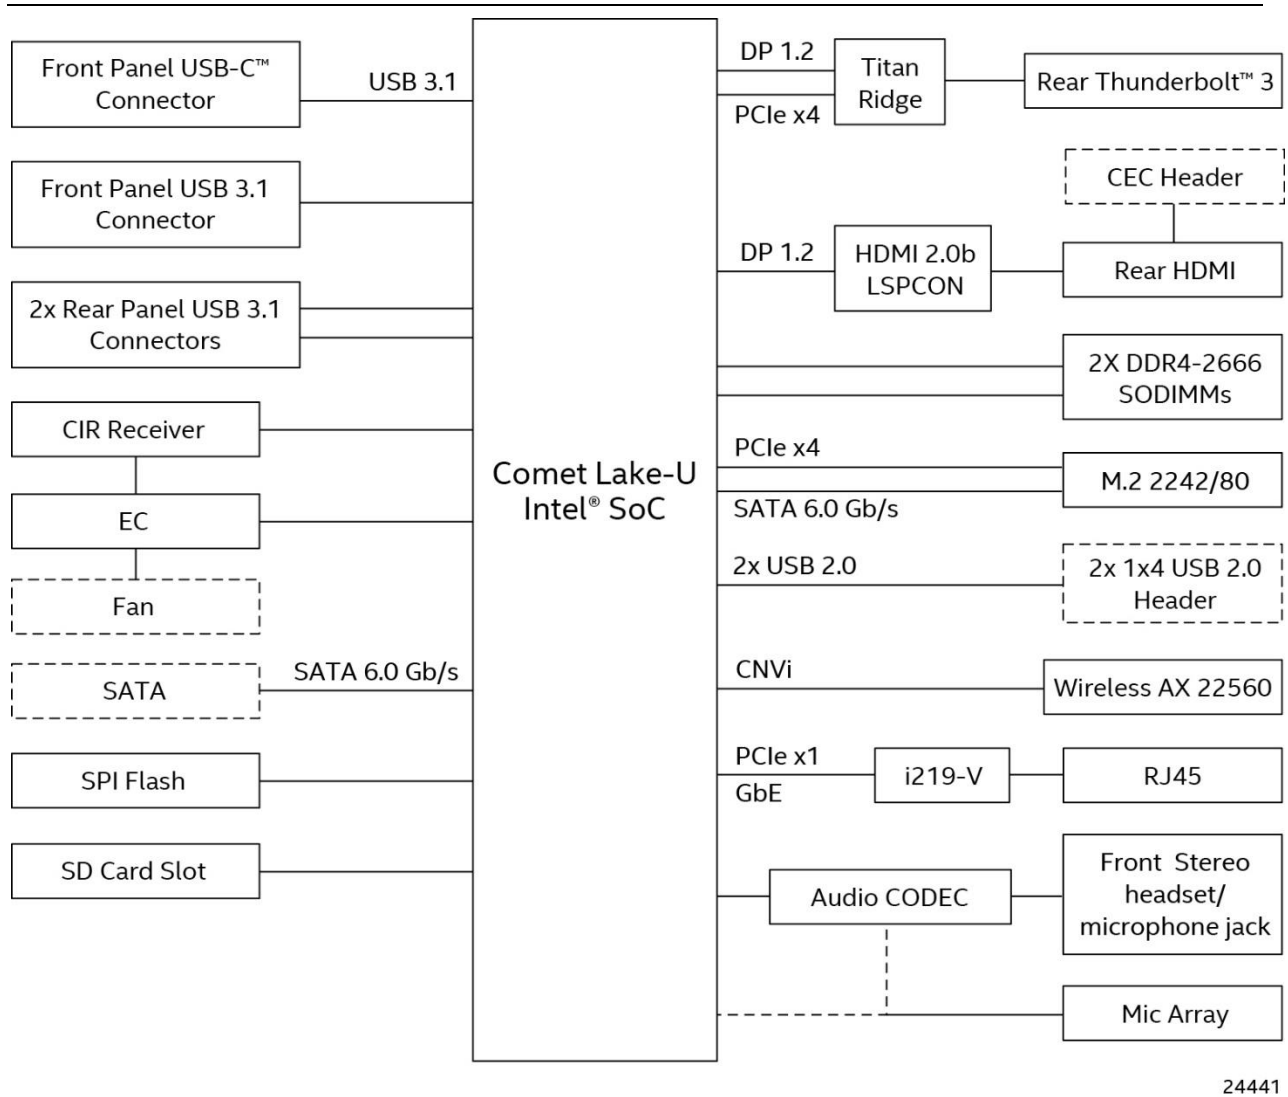 Front Panel USB-C™
Connector
USB 3.1
Front Panel USB 3.1
Connector
2x Rear Panel USB 3.1
Connectors
CIR Receiver
EC
Fan
SATA
SATA 6.0 Gb/s
SPI Flash
SD Card Slot
Comet Lake-U
Intel® SoC
DP 1.2
PCIe x4
Titan
Ridge
Rear Thunderbolt™ 3
CEC Header
DP 1.2
HDMI 2.0b
LSPCON
Rear HDMI
2X DDR4-2666
SODIMMs
PCIe x4
SATA 6.0 Gb/s
M.2 2242/80
2x USB 2.0
2x 1x4 USB 2.0
Header
CNVi
Wireless AX 22560
PCIe x1
GbE
i219-V
RJ45
Audio CODEC
Front Stereo
headset/
microphone jack
Mic Array
24441